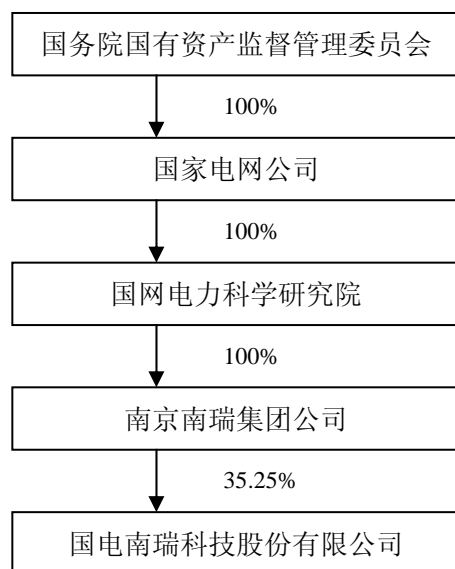 国务院国有资产监督管理委员会
100%
国家电网公司
100%
国网电力科学研究院
100%
南京南瑞集团公司
35.25%
国电南瑞科技股份有限公司